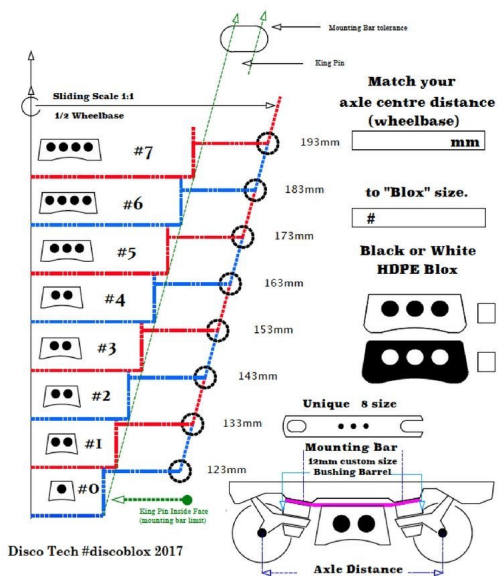 Mounting Bar tolerance
King Pin
Sliding Scale 1:1
1/2 Wheelbase
Match your
axle centre distance
(wheelbase)
mm
to "Blox" size.
#
Black or White
HDPE Blox
#7
193mm
#6
183mm
#5
173mm
#4
163mm
#3
153mm
#2
143mm
#1
133mm
#0
123mm
Unique 8 size
Mounting Bar
12mm custom size
Bushing Barrel
King Pin Inside Face
(mounting bar limit)
Disco Tech #discoblox 2017
Axle Distance